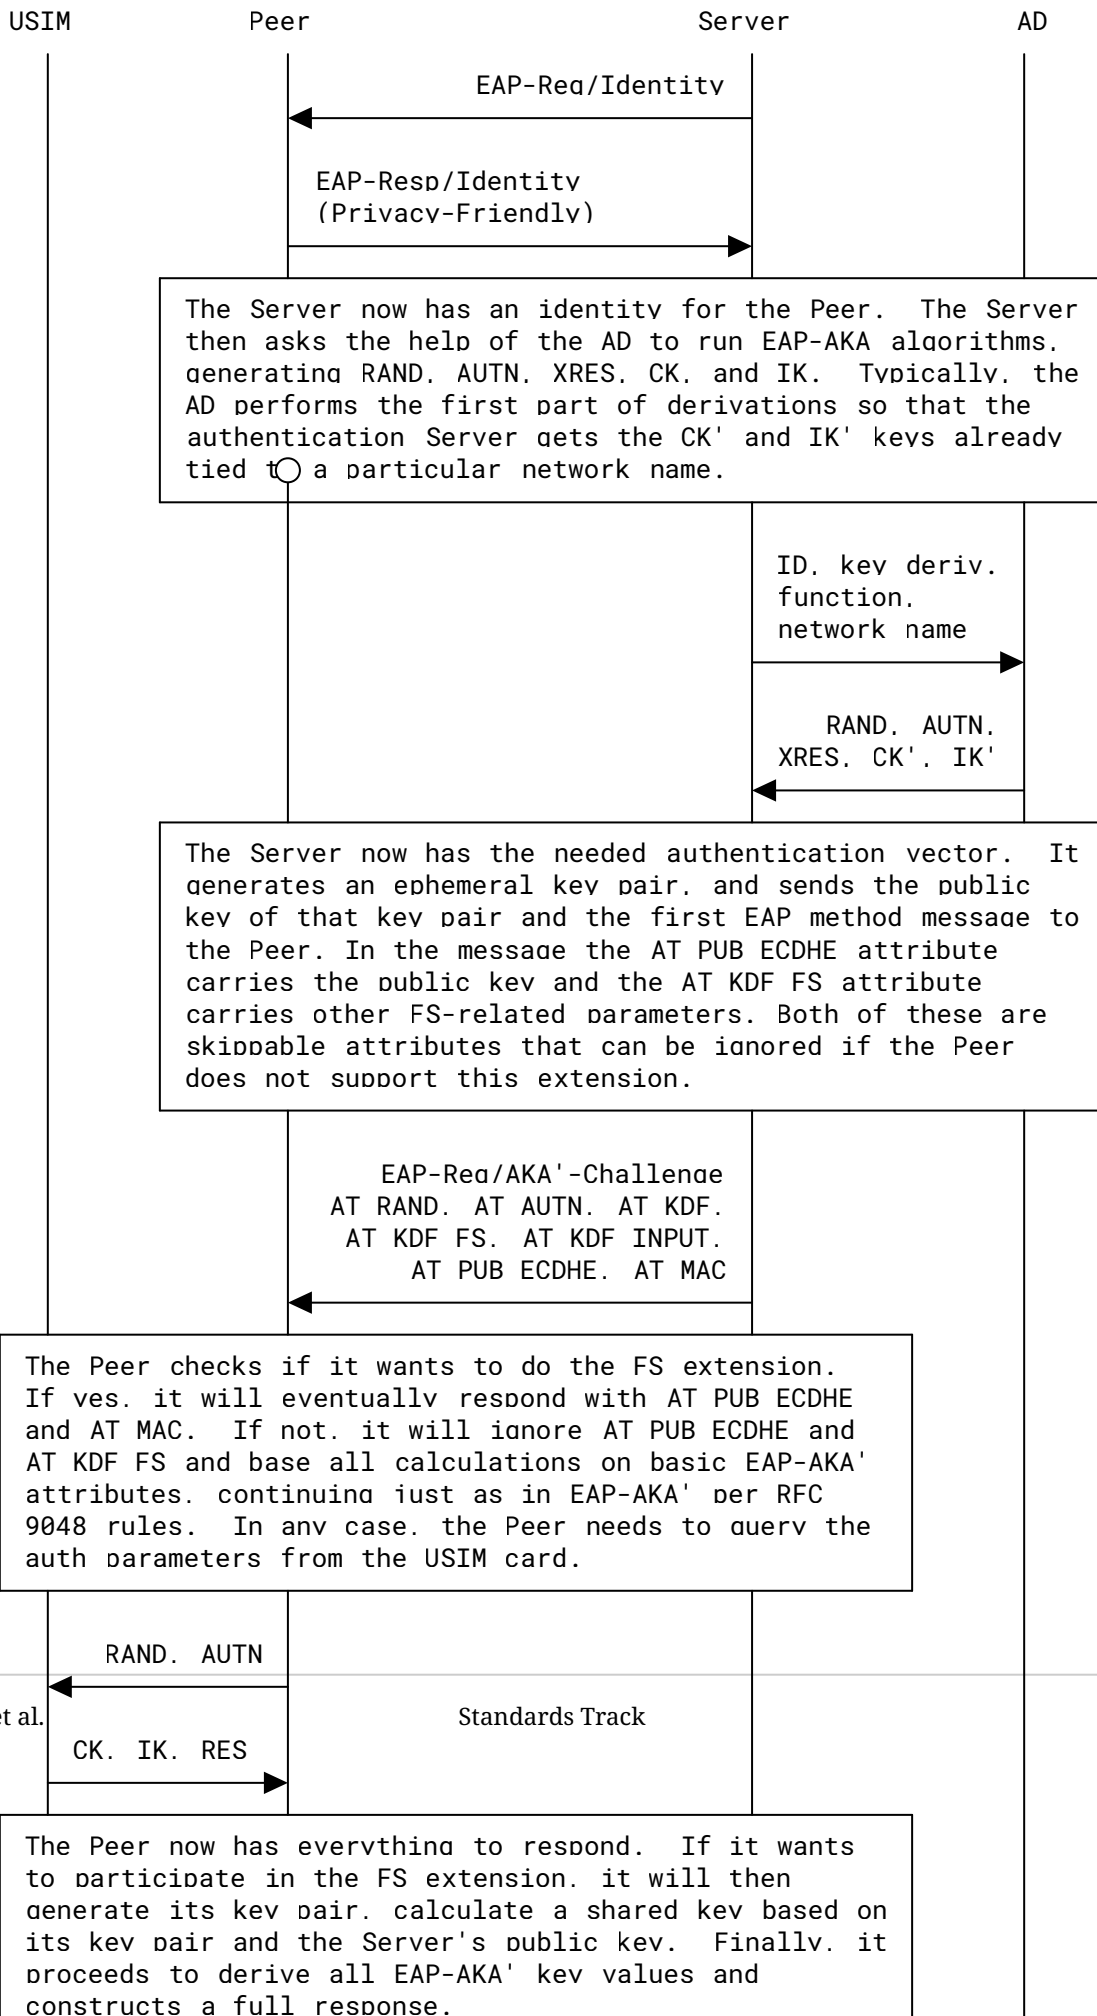 USIM Peer Server AD
EAP-Req/Identity
EAP-Resp/Identity
(Privacy-Friendly)
The Server now has an identity for the Peer. The Server
then asks the help of the AD to run EAP-AKA algorithms,
generating RAND, AUTN, XRES, CK, and IK. Typically, the
AD performs the first part of derivations so that the
authentication Server gets the CK' and IK' keys already
tied to a particular network name.
ID, key deriv.
function,
network name
RAND, AUTN,
XRES, CK', IK'
The Server now has the needed authentication vector. It
generates an ephemeral key pair, and sends the public
key of that key pair and the first EAP method message to
the Peer. In the message the AT_PUB_ECDHE attribute
carries the public key and the AT_KDF_FS attribute
carries other FS-related parameters. Both of these are
skippable attributes that can be ignored if the Peer
does not support this extension.
EAP-Req/AKA'-Challenge
AT_RAND, AT_AUTN, AT_KDF,
AT_KDF_FS, AT_KDF_INPUT,
AT_PUB_ECDHE, AT_MAC
The Peer checks if it wants to do the FS extension.
If yes, it will eventually respond with AT_PUB_ECDHE
and AT_MAC. If not, it will ignore AT_PUB_ECDHE and
AT_KDF_FS and base all calculations on basic EAP-AKA'
attributes, continuing just as in EAP-AKA' per RFC
9048 rules. In any case, the Peer needs to query the
auth parameters from the USIM card.
RAND, AUTN
et al. Standards Track
CK, IK, RES
The Peer now has everything to respond. If it wants
to participate in the FS extension, it will then
generate its key pair, calculate a shared key based on
its key pair and the Server's public key. Finally, it
proceeds to derive all EAP-AKA' key values and
constructs a full response.